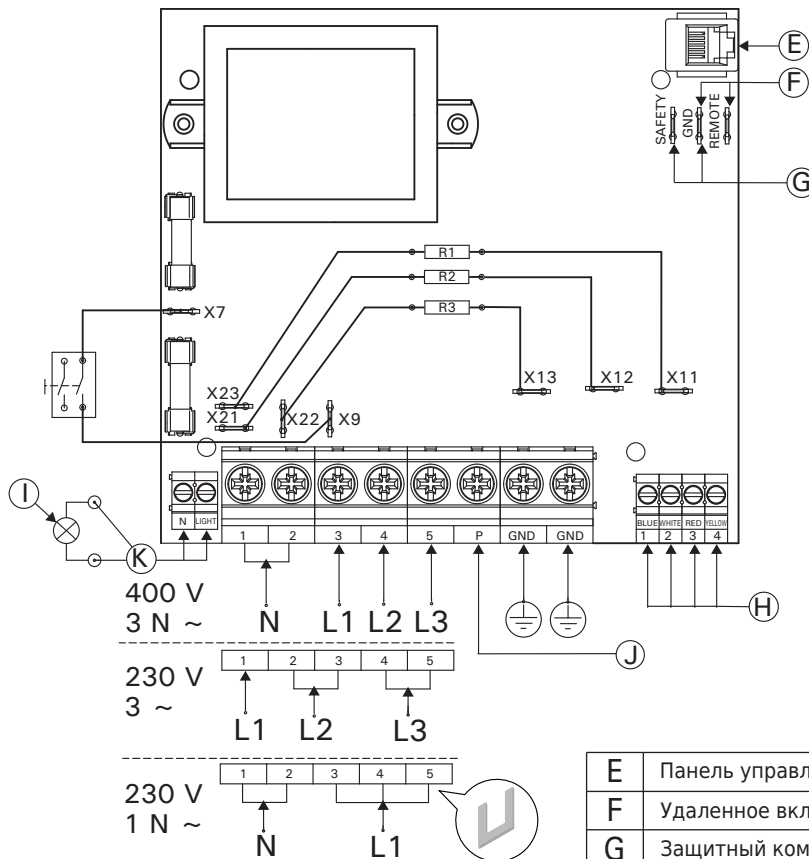 E
F
SAFETY
GND
REMOTE
G
R1
R2
R3
X7
X23
X21
X22
X9
X13
X12
X11
I
K
N
LIGHT
1
2
3
4
5
P
GND
GND
BLUE
WHITE
RED
YELLOW
1
2
3
4
H
J
400 V
3 N ~
N
L1
L2
L3
230 V
3 ~
1
2
3
4
5
L1
L2
L3
230 V
1 N ~
1
2
3
4
5
N
L1
E
Панель управл
F
Удаленное вкл
G
Защитный ком